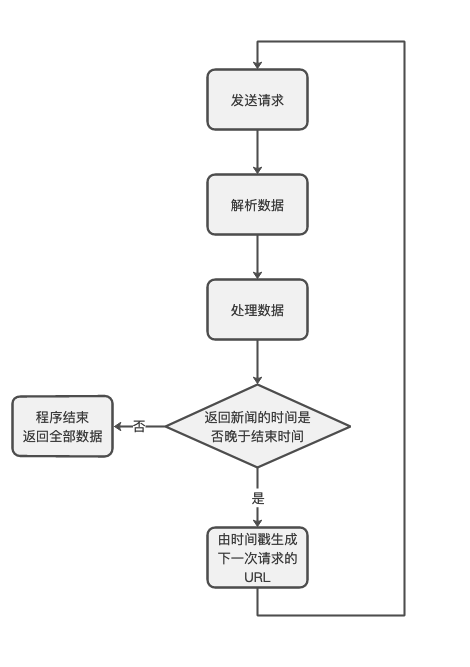 发送请求
解析数据
处理数据
返回新闻的时间是
否晚于结束时间
否
程序结束
返回全部数据
是
由时间戳生成
下一次请求的
URL